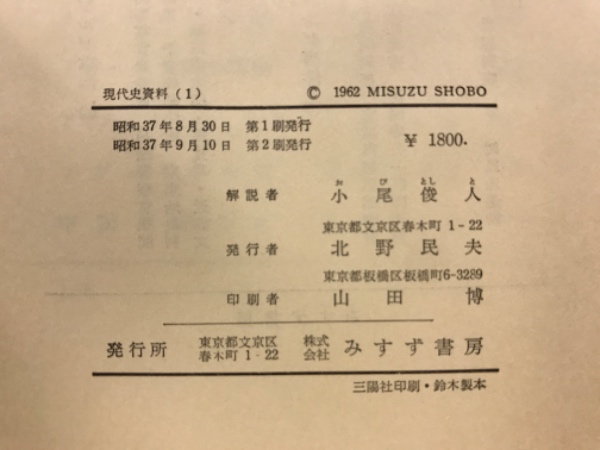 現代史資料(1) © 1962 MISUZU SHOBO
昭和37年8月30日 第1刷発行
昭和37年9月10日 第2刷発行
¥ 1800.
お び とし と
解説者 小尾俊人
東京都文京区春木町 1-22
発行者 北野民夫
東京都板橋区板橋町6-3289
印刷者 山田博
発行所 東京都文京区春木町 1-22 株式会社 みすず書房
三陽社印刷・鈴木製本